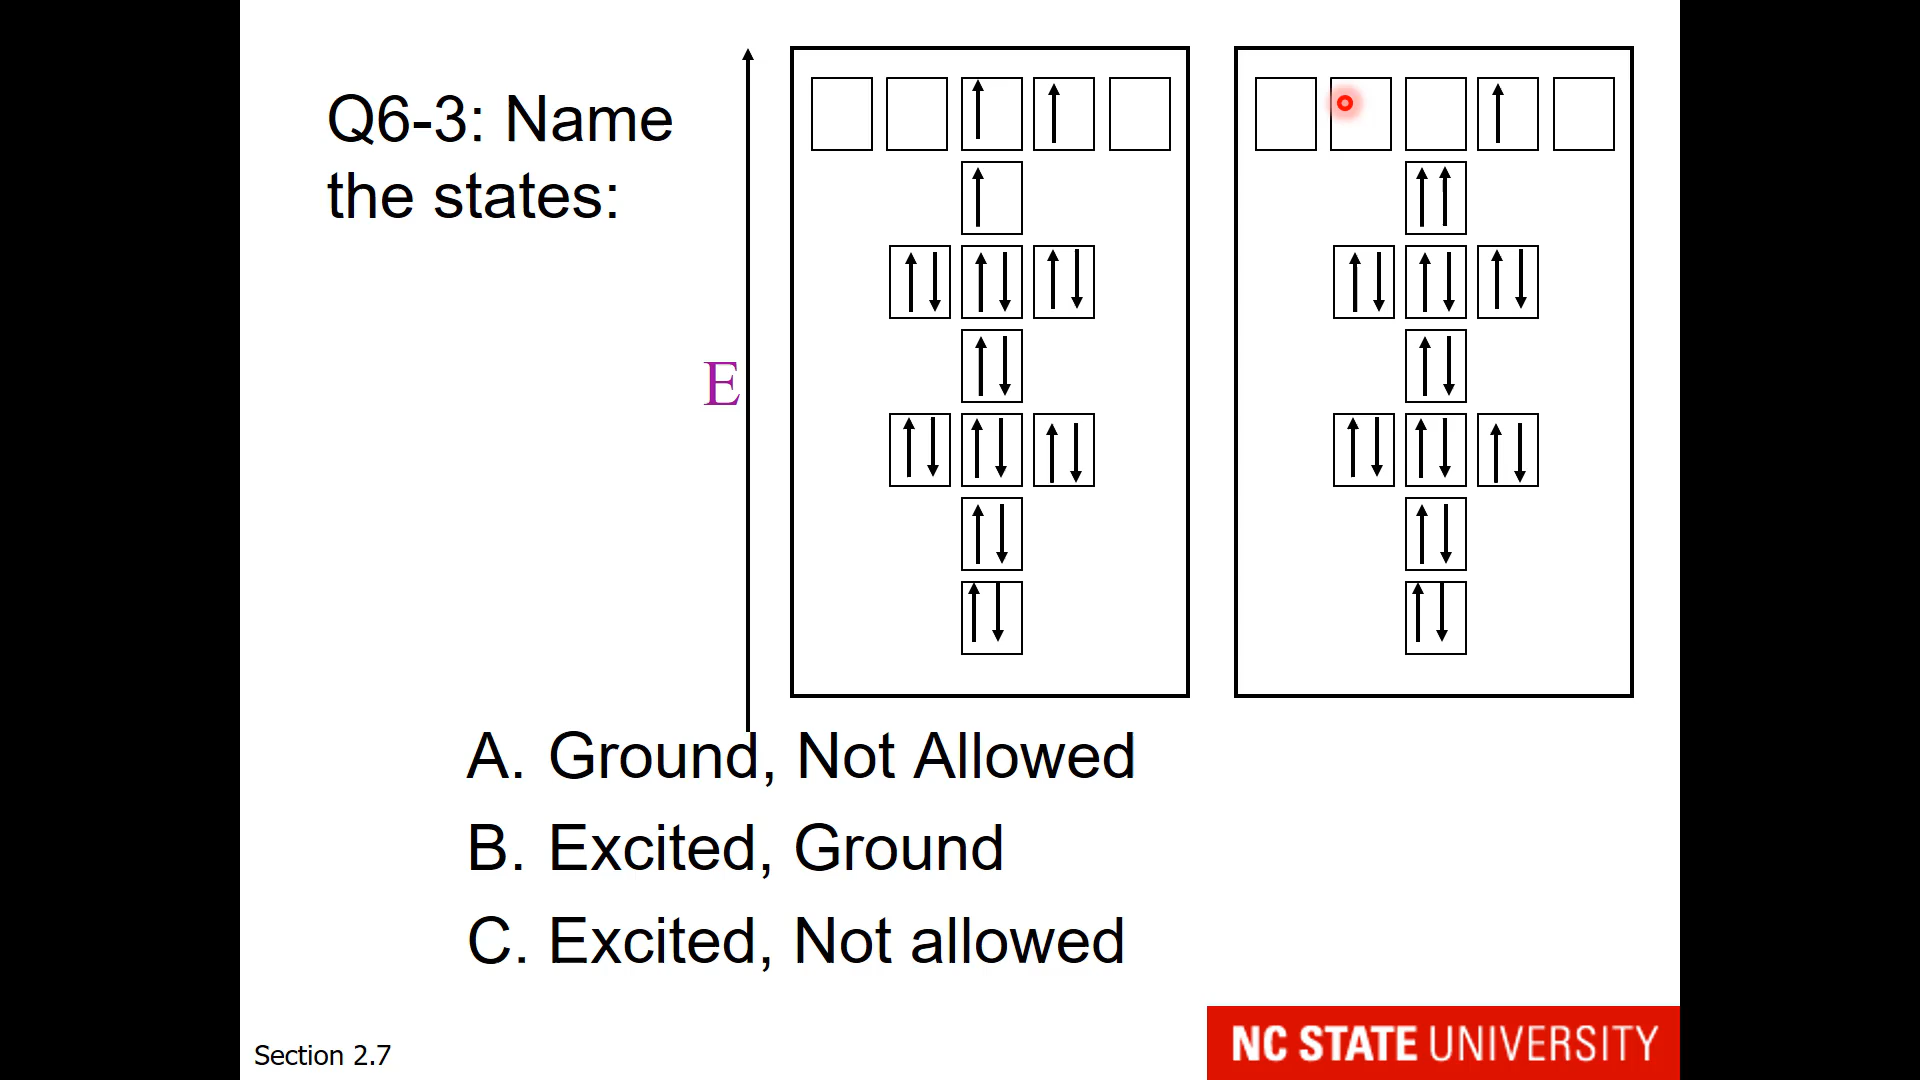 Q6-3: Name
the states:
E
A. Ground, Not Allowed
B. Excited, Ground
C. Excited, Not allowed
Section 2.7
NC STATE UNIVERSITY